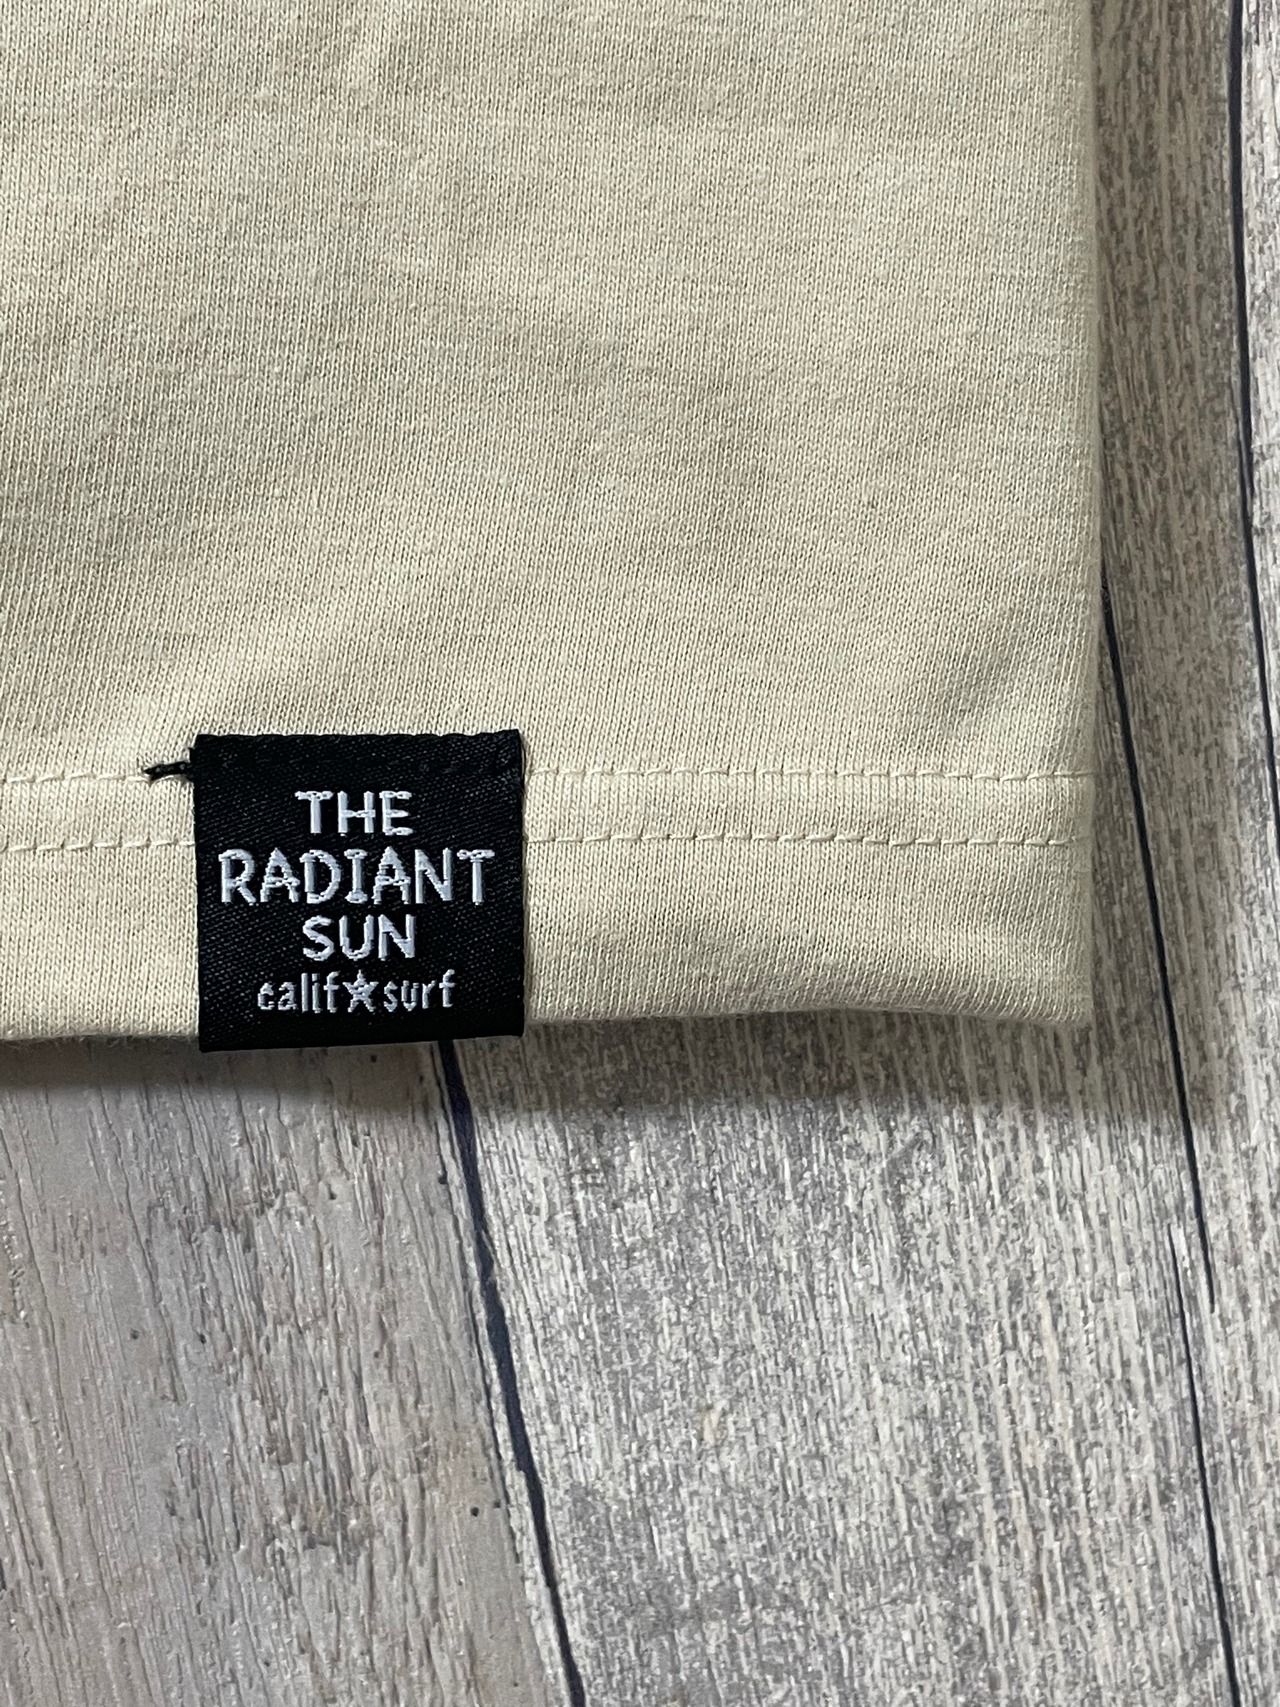 THE
RADIANT
SUN
calif★surf